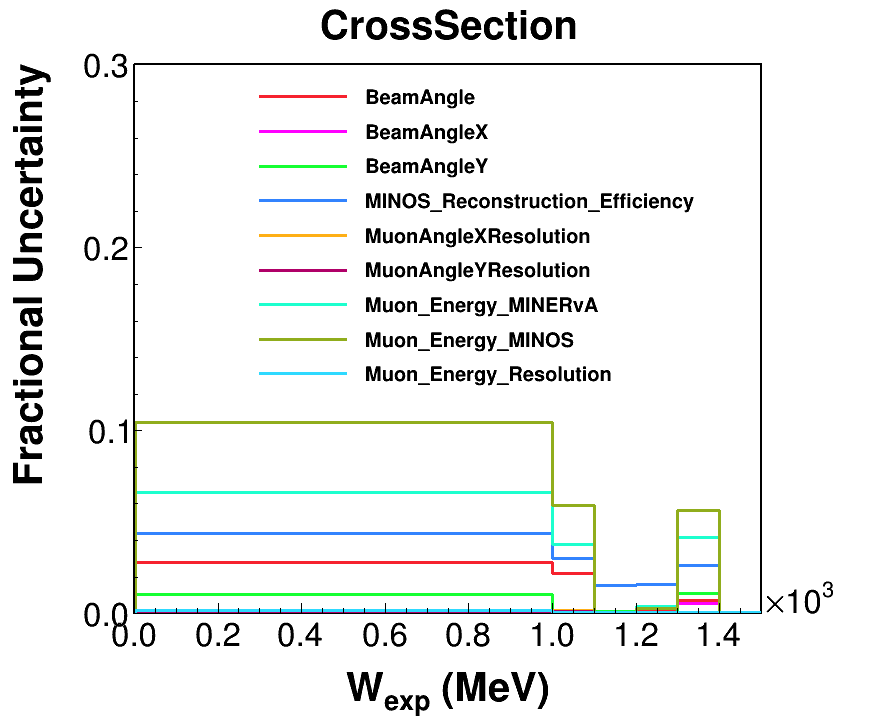 CrossSection
Fractional Uncertainty
0.3
0.2
0.1
0.0
BeamAngle
BeamAngleX
BeamAngleY
MINOS_Reconstruction_Efficiency
MuonAngleXResolution
MuonAngleYResolution
Muon_Energy_MINERvA
Muon_Energy_MINOS
Muon_Energy_Resolution
0.0 0.2 0.4 0.6 0.8 1.0 1.2 1.4
×10³
W_exp (MeV)